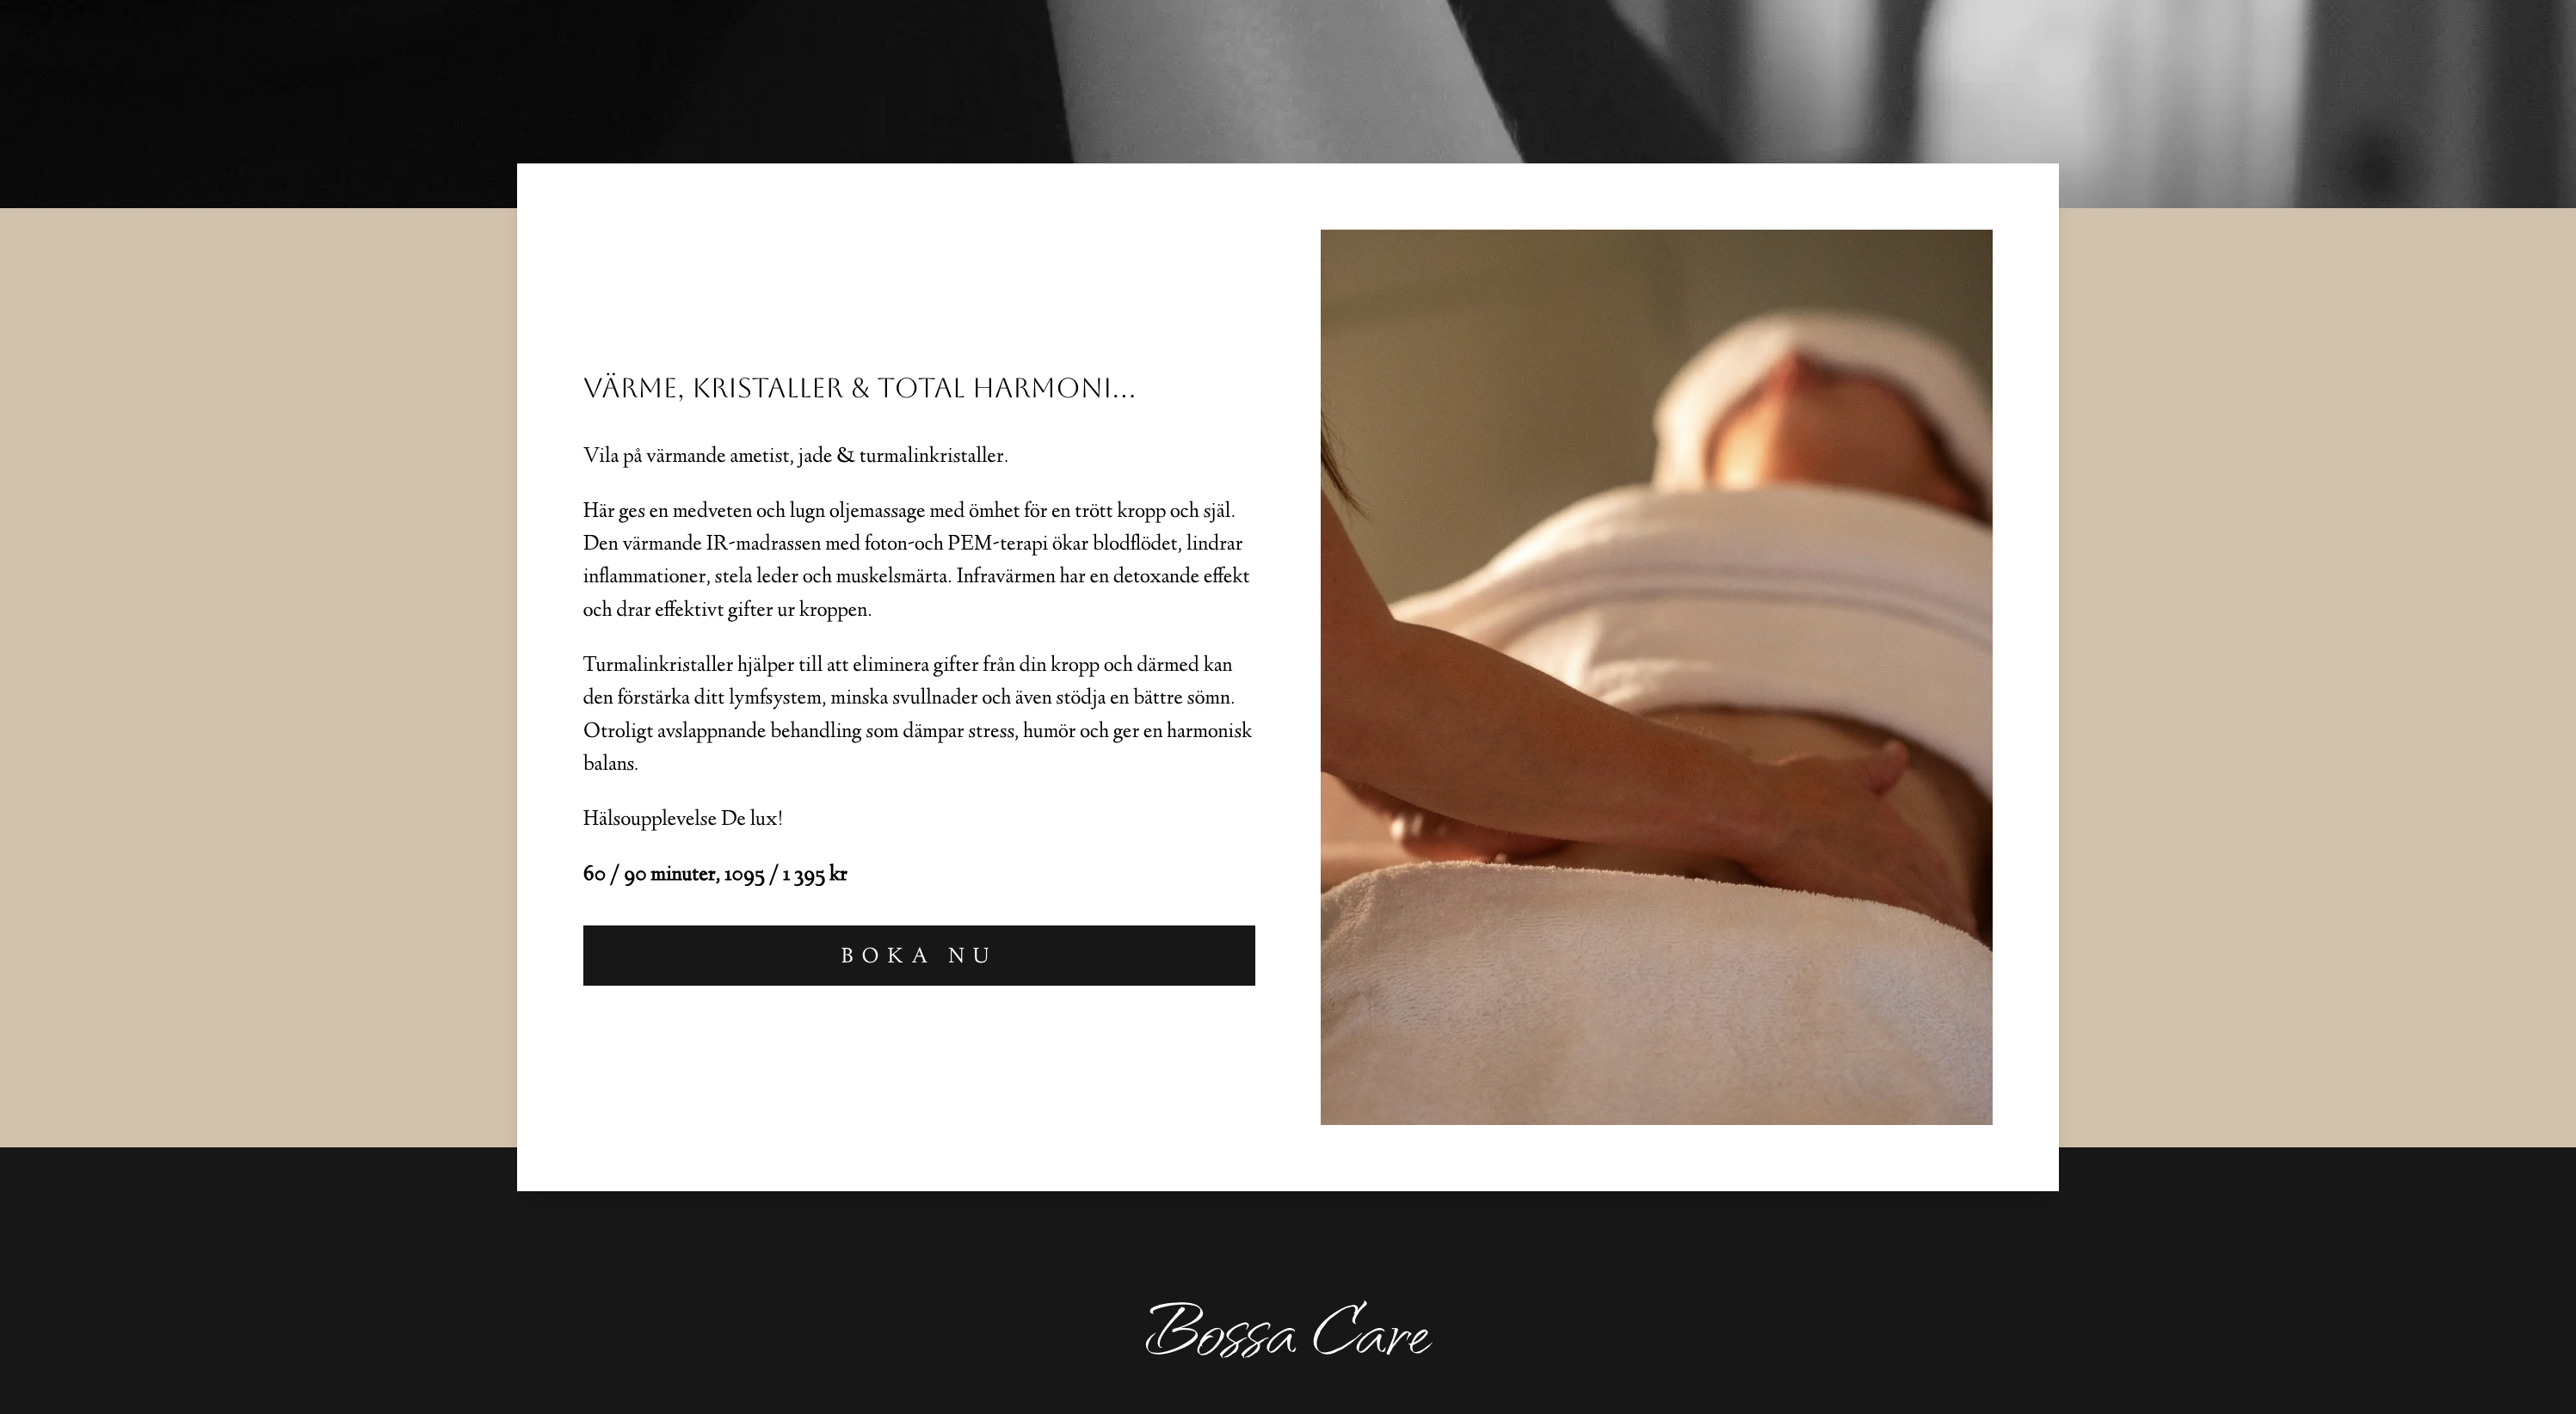 VÄRME, KRISTALLER & TOTAL HARMONI...
Vila på värmande ametist, jade & turmalinkristaller.
Här ges en medveten och lugn oljemassage med ömhet för en trött kropp och själ.
Den värmande IR-madrassen med foton-och PEM-terapi ökar blodflödet, lindrar
inflammationer, stela leder och muskelsmärta. Infravärmen har en detoxande effekt
och drar effektivt gifter ur kroppen.
Turmalinkristaller hjälper till att eliminera gifter från din kropp och därmed kan
den förstärka ditt lymfsystem, minska svullnader och även stödja en bättre sömn.
Otroligt avslappnande behandling som dämpar stress, humör och ger en harmonisk
balans.
Hälsoupplevelse De lux!
60 / 90 minuter, 1095 / 1 395 kr
BOKA NU
Bossa Care